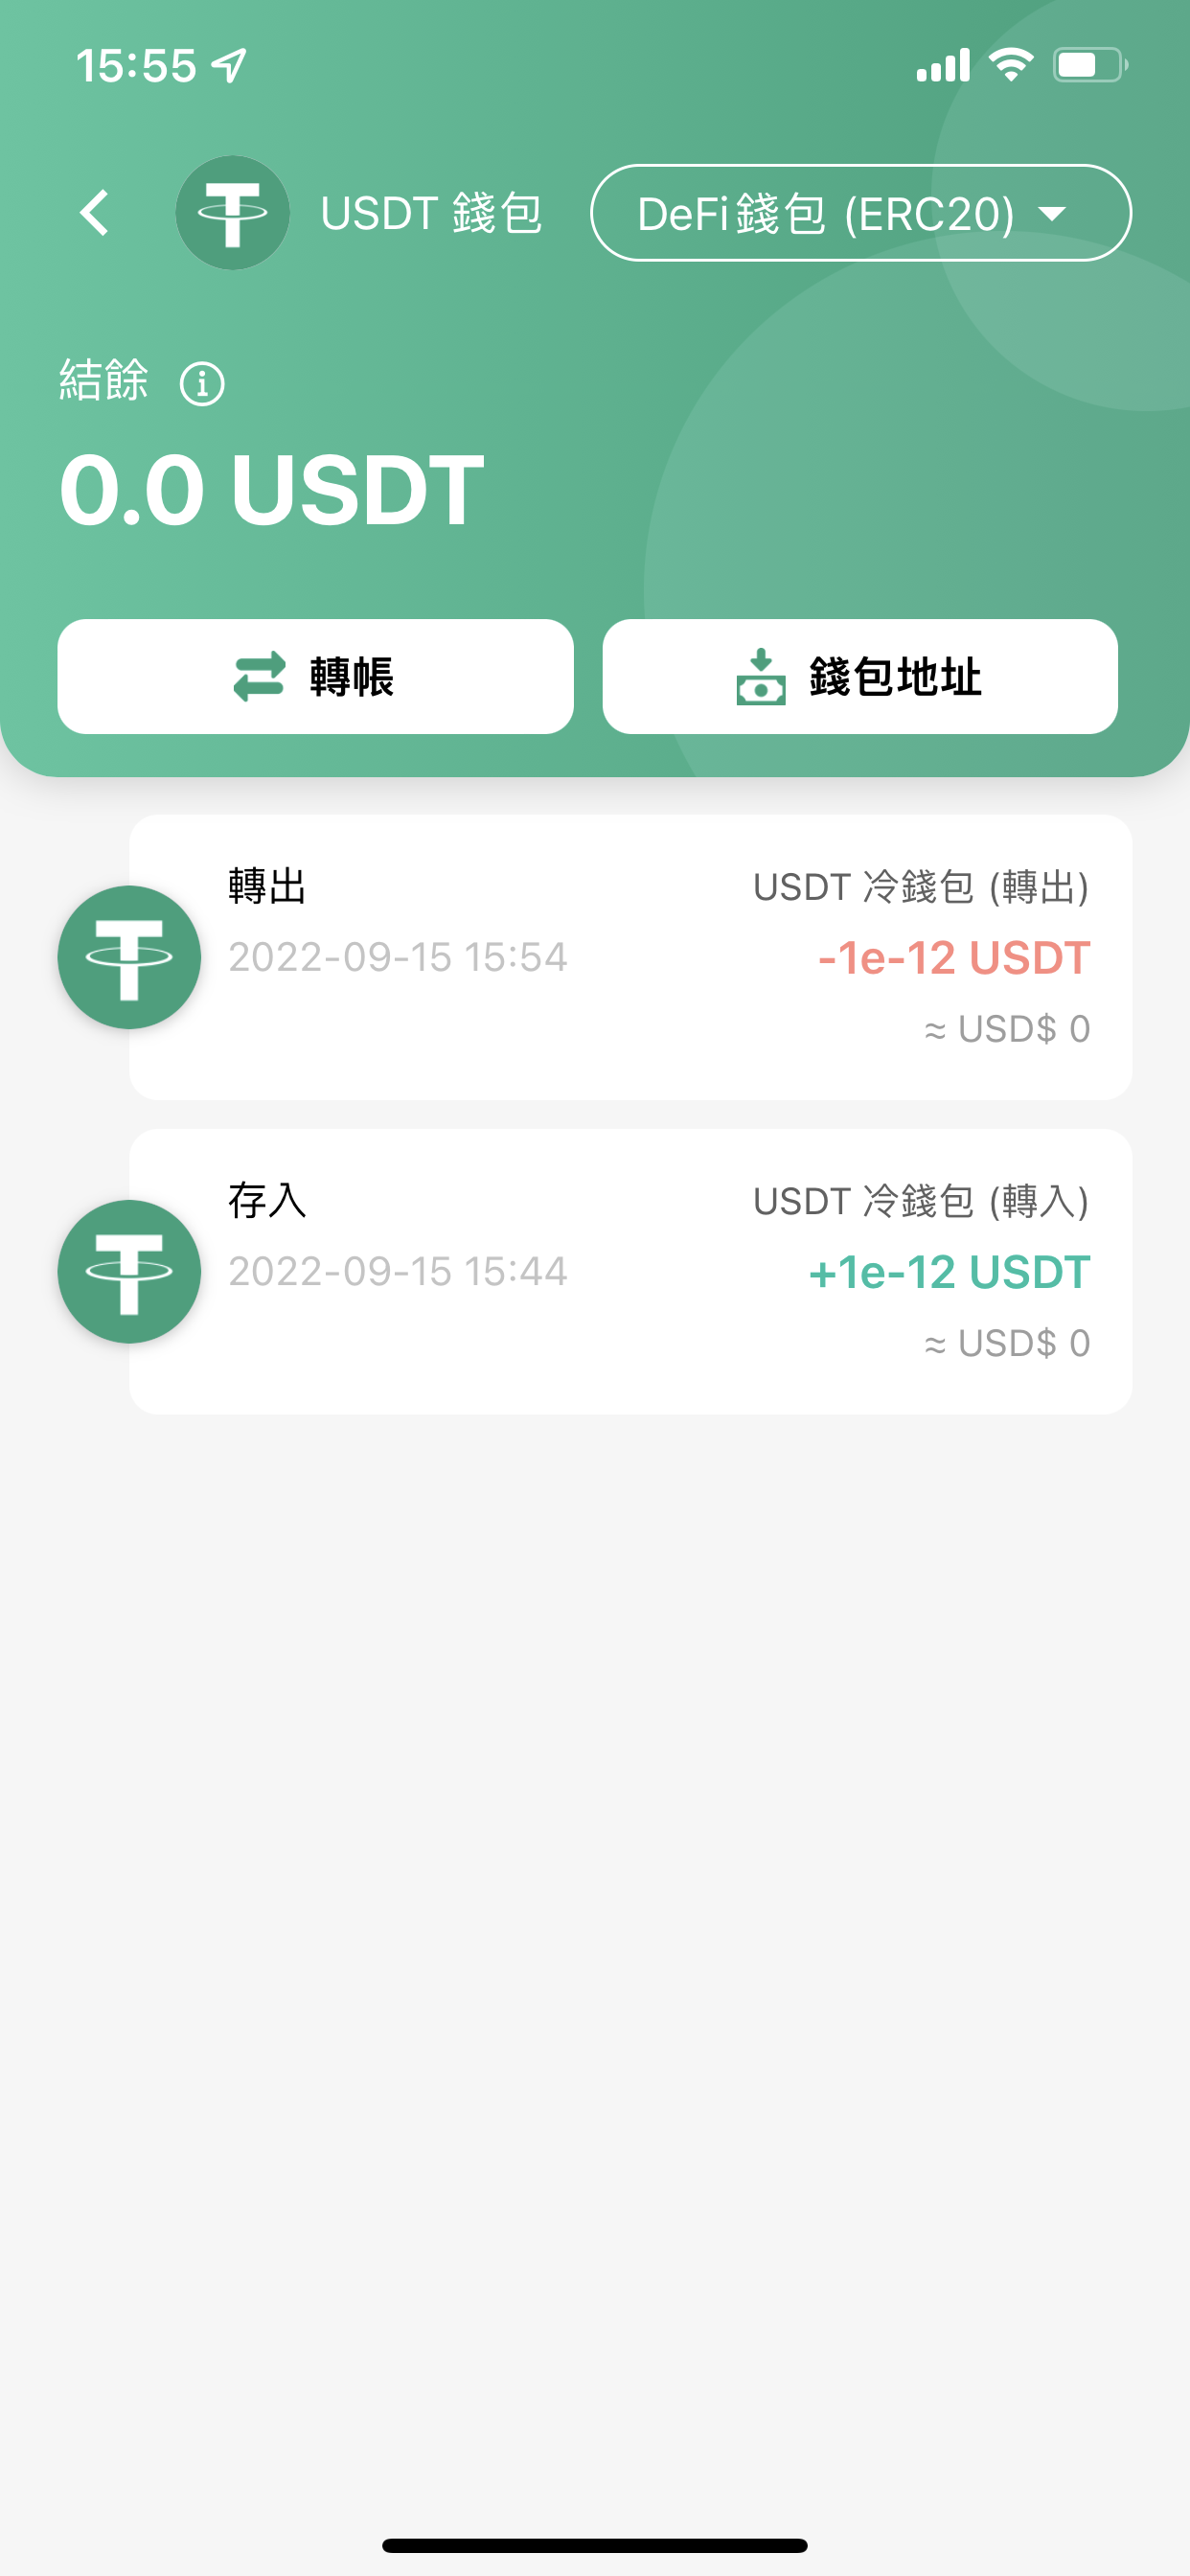 15:55
USDT 錢包
DeFi錢包 (ERC20)
結餘
0.0 USDT
轉帳
錢包地址
轉出
USDT 冷錢包 (轉出)
2022-09-15 15:54
-1e-12 USDT
≈ USD$ 0
存入
USDT 冷錢包 (轉入)
2022-09-15 15:44
+1e-12 USDT
≈ USD$ 0